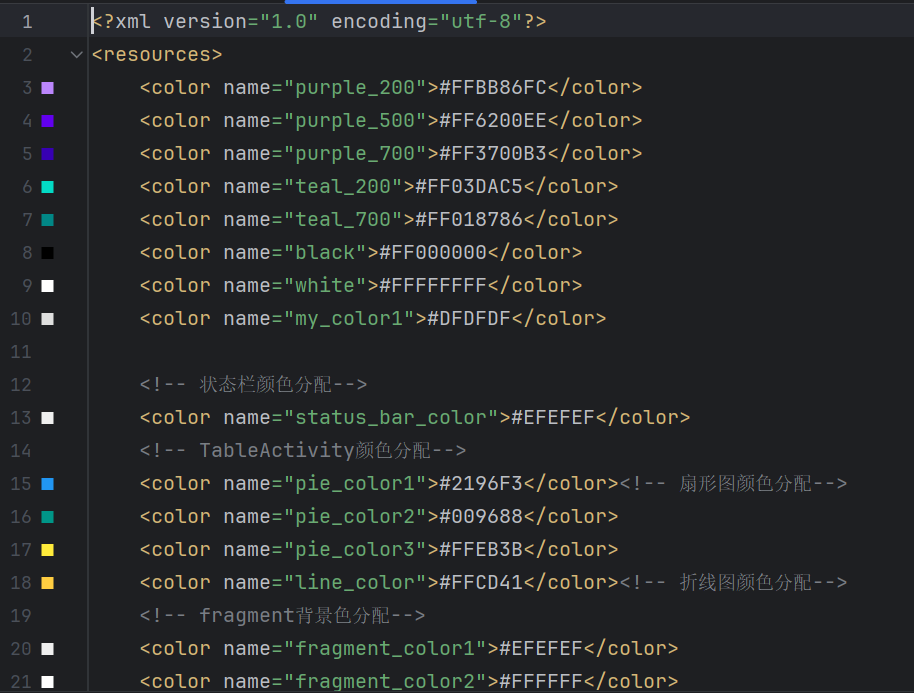 1 <?xml version="1.0" encoding="utf-8"?>
2 <resources>
3 <color name="purple_200">#FFBB86FC</color>
4 <color name="purple_500">#FF6200EE</color>
5 <color name="purple_700">#FF3700B3</color>
6 <color name="teal_200">#FF03DAC5</color>
7 <color name="teal_700">#FF018786</color>
8 <color name="black">#FF000000</color>
9 <color name="white">#FFFFFFFF</color>
10 <color name="my_color1">#DFDFDF</color>
11
12 <!-- 状态栏颜色分配-->
13 <color name="status_bar_color">#EFEFEF</color>
14 <!-- TableActivity颜色分配-->
15 <color name="pie_color1">#2196F3</color><!-- 扇形图颜色分配-->
16 <color name="pie_color2">#009688</color>
17 <color name="pie_color3">#FFEB3B</color>
18 <color name="line_color">#FFCD41</color><!-- 折线图颜色分配-->
19 <!-- fragment背景色分配-->
20 <color name="fragment_color1">#EFEFEF</color>
21 <color name="fragment_color2">#FFFFFF</color>